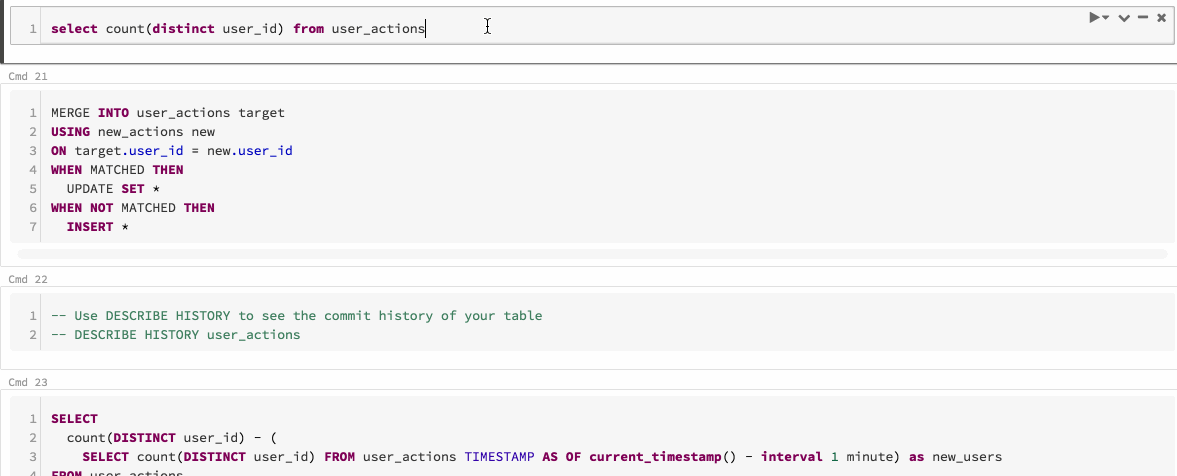 1 select count(distinct user_id) from user_actions
Cmd 21
1 MERGE INTO user_actions target
2 USING new_actions new
3 ON target.user_id = new.user_id
4 WHEN MATCHED THEN
5   UPDATE SET *
6 WHEN NOT MATCHED THEN
7   INSERT *
Cmd 22
1 -- Use DESCRIBE HISTORY to see the commit history of your table
2 -- DESCRIBE HISTORY user_actions
Cmd 23
1 SELECT
2   count(DISTINCT user_id) - (
3     SELECT count(DISTINCT user_id) FROM user_actions TIMESTAMP AS OF current_timestamp() - interval 1 minute) as new_users
4 FROM user_actions